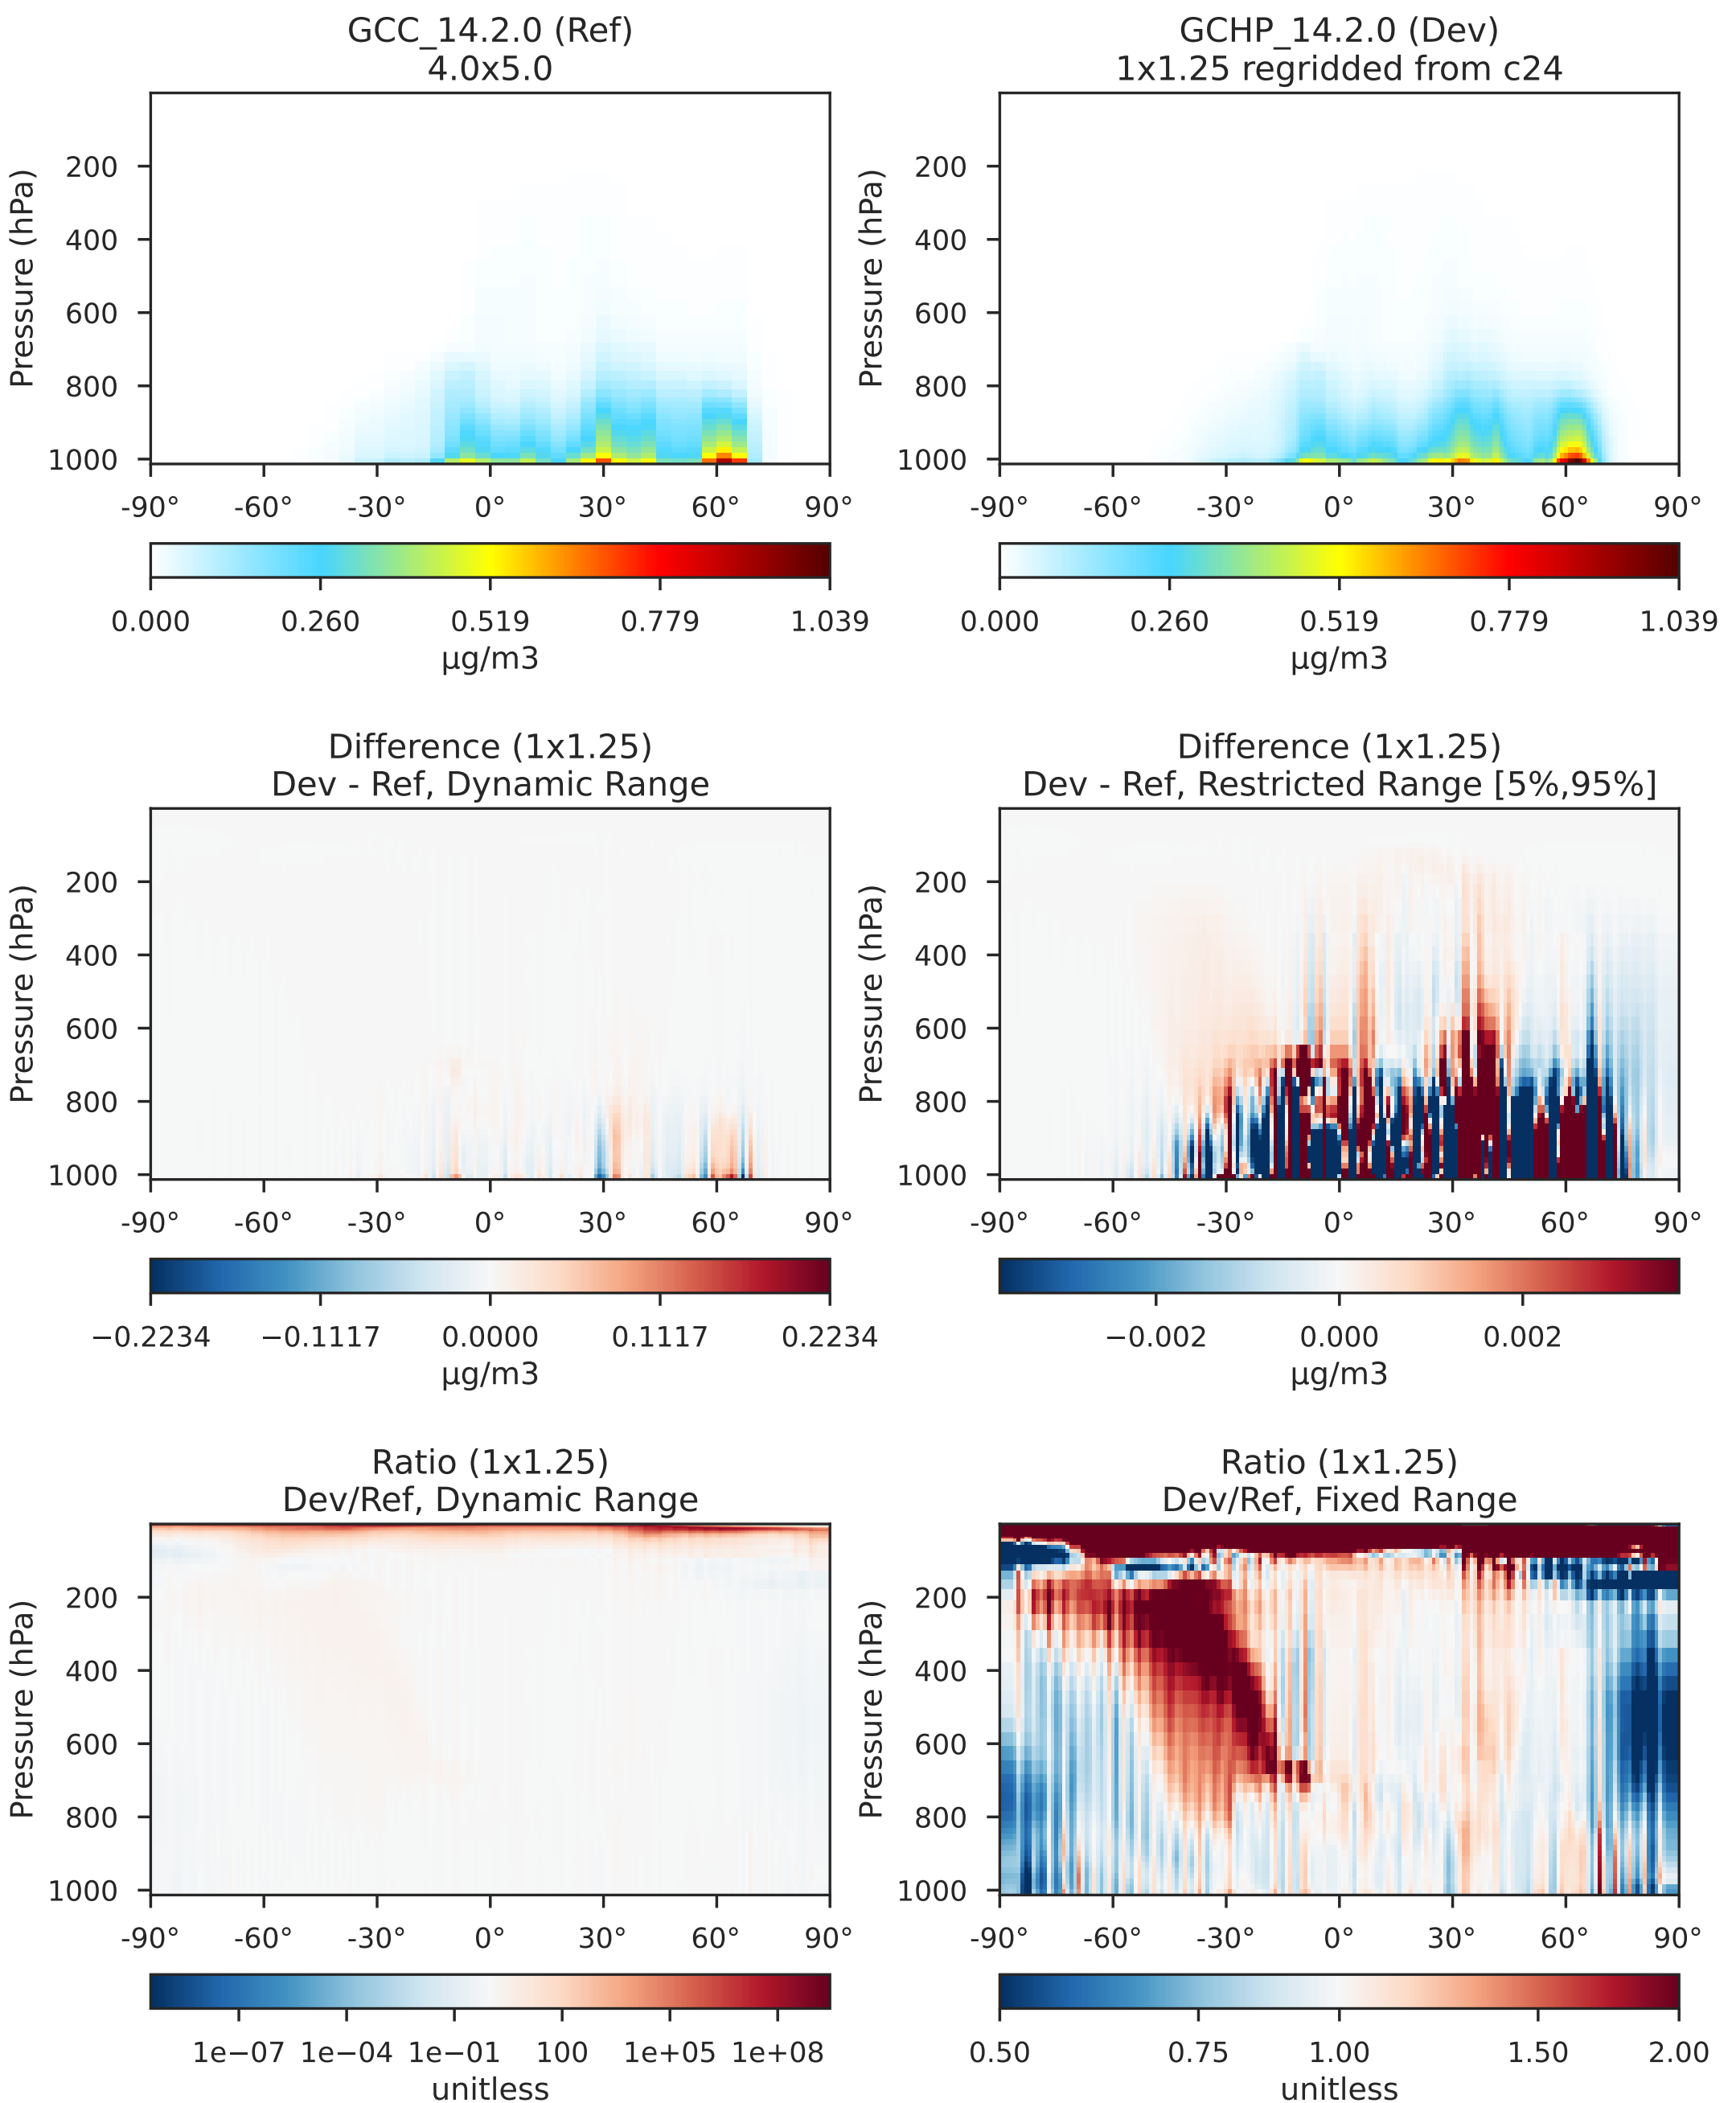 GCC_14.2.0 (Ref)
4.0x5.0
Pressure (hPa)
200
400
600
800
1000
-90° -60° -30° 0° 30° 60° 90°
0.000 0.260 0.519 0.779 1.039
μg/m3
GCHP_14.2.0 (Dev)
1x1.25 regridded from c24
Pressure (hPa)
200
400
600
800
1000
-90° -60° -30° 0° 30° 60° 90°
0.000 0.260 0.519 0.779 1.039
μg/m3
Difference (1x1.25)
Dev - Ref, Dynamic Range
Pressure (hPa)
200
400
600
800
1000
-90° -60° -30° 0° 30° 60° 90°
−0.2234 −0.1117 0.0000 0.1117 0.2234
μg/m3
Difference (1x1.25)
Dev - Ref, Restricted Range [5%,95%]
Pressure (hPa)
200
400
600
800
1000
-90° -60° -30° 0° 30° 60° 90°
−0.002 0.000 0.002
μg/m3
Ratio (1x1.25)
Dev/Ref, Dynamic Range
Pressure (hPa)
200
400
600
800
1000
-90° -60° -30° 0° 30° 60° 90°
1e−07 1e−04 1e−01 100 1e+05 1e+08
unitless
Ratio (1x1.25)
Dev/Ref, Fixed Range
Pressure (hPa)
200
400
600
800
1000
-90° -60° -30° 0° 30° 60° 90°
0.50 0.75 1.00 1.50 2.00
unitless